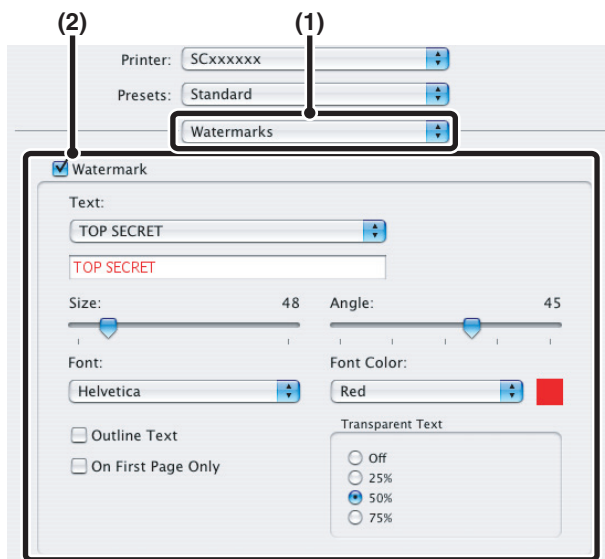 (2) (1)
Printer: SCxxxxxx
Presets: Standard
Watermarks
Watermark
Text:
TOP SECRET
TOP SECRET
Size: 48 Angle: 45
Font: Font Color:
Helvetica Red
Outline Text Transparent Text
On First Page Only Off
25%
50%
75%